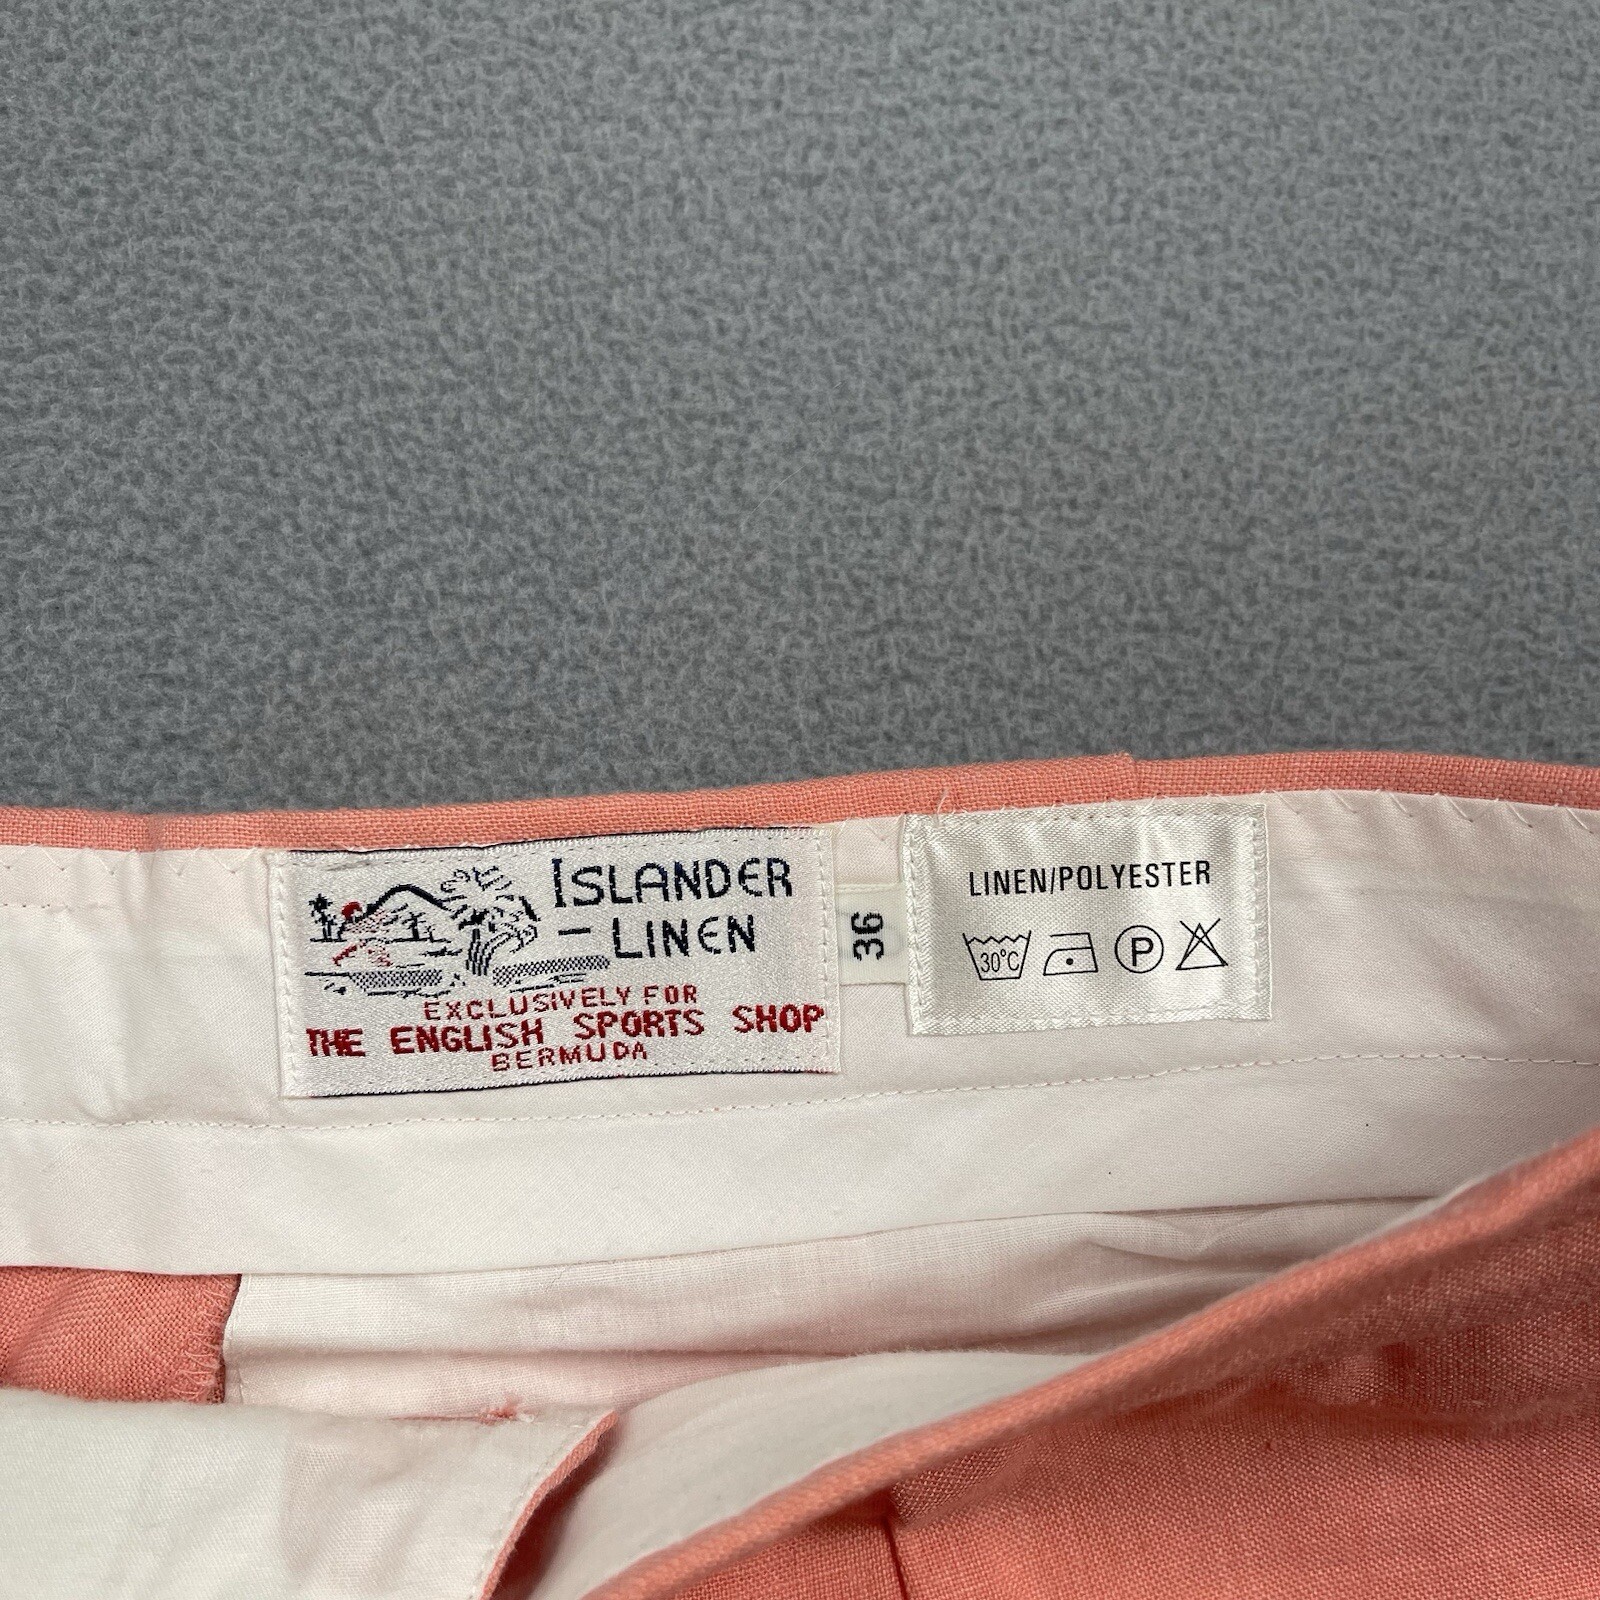 ISLANDER
- LINEN
EXCLUSIVELY FOR
THE ENGLISH SPORTS SHOP
BERMUDA
36
LINEN/POLYESTER
30°C
P